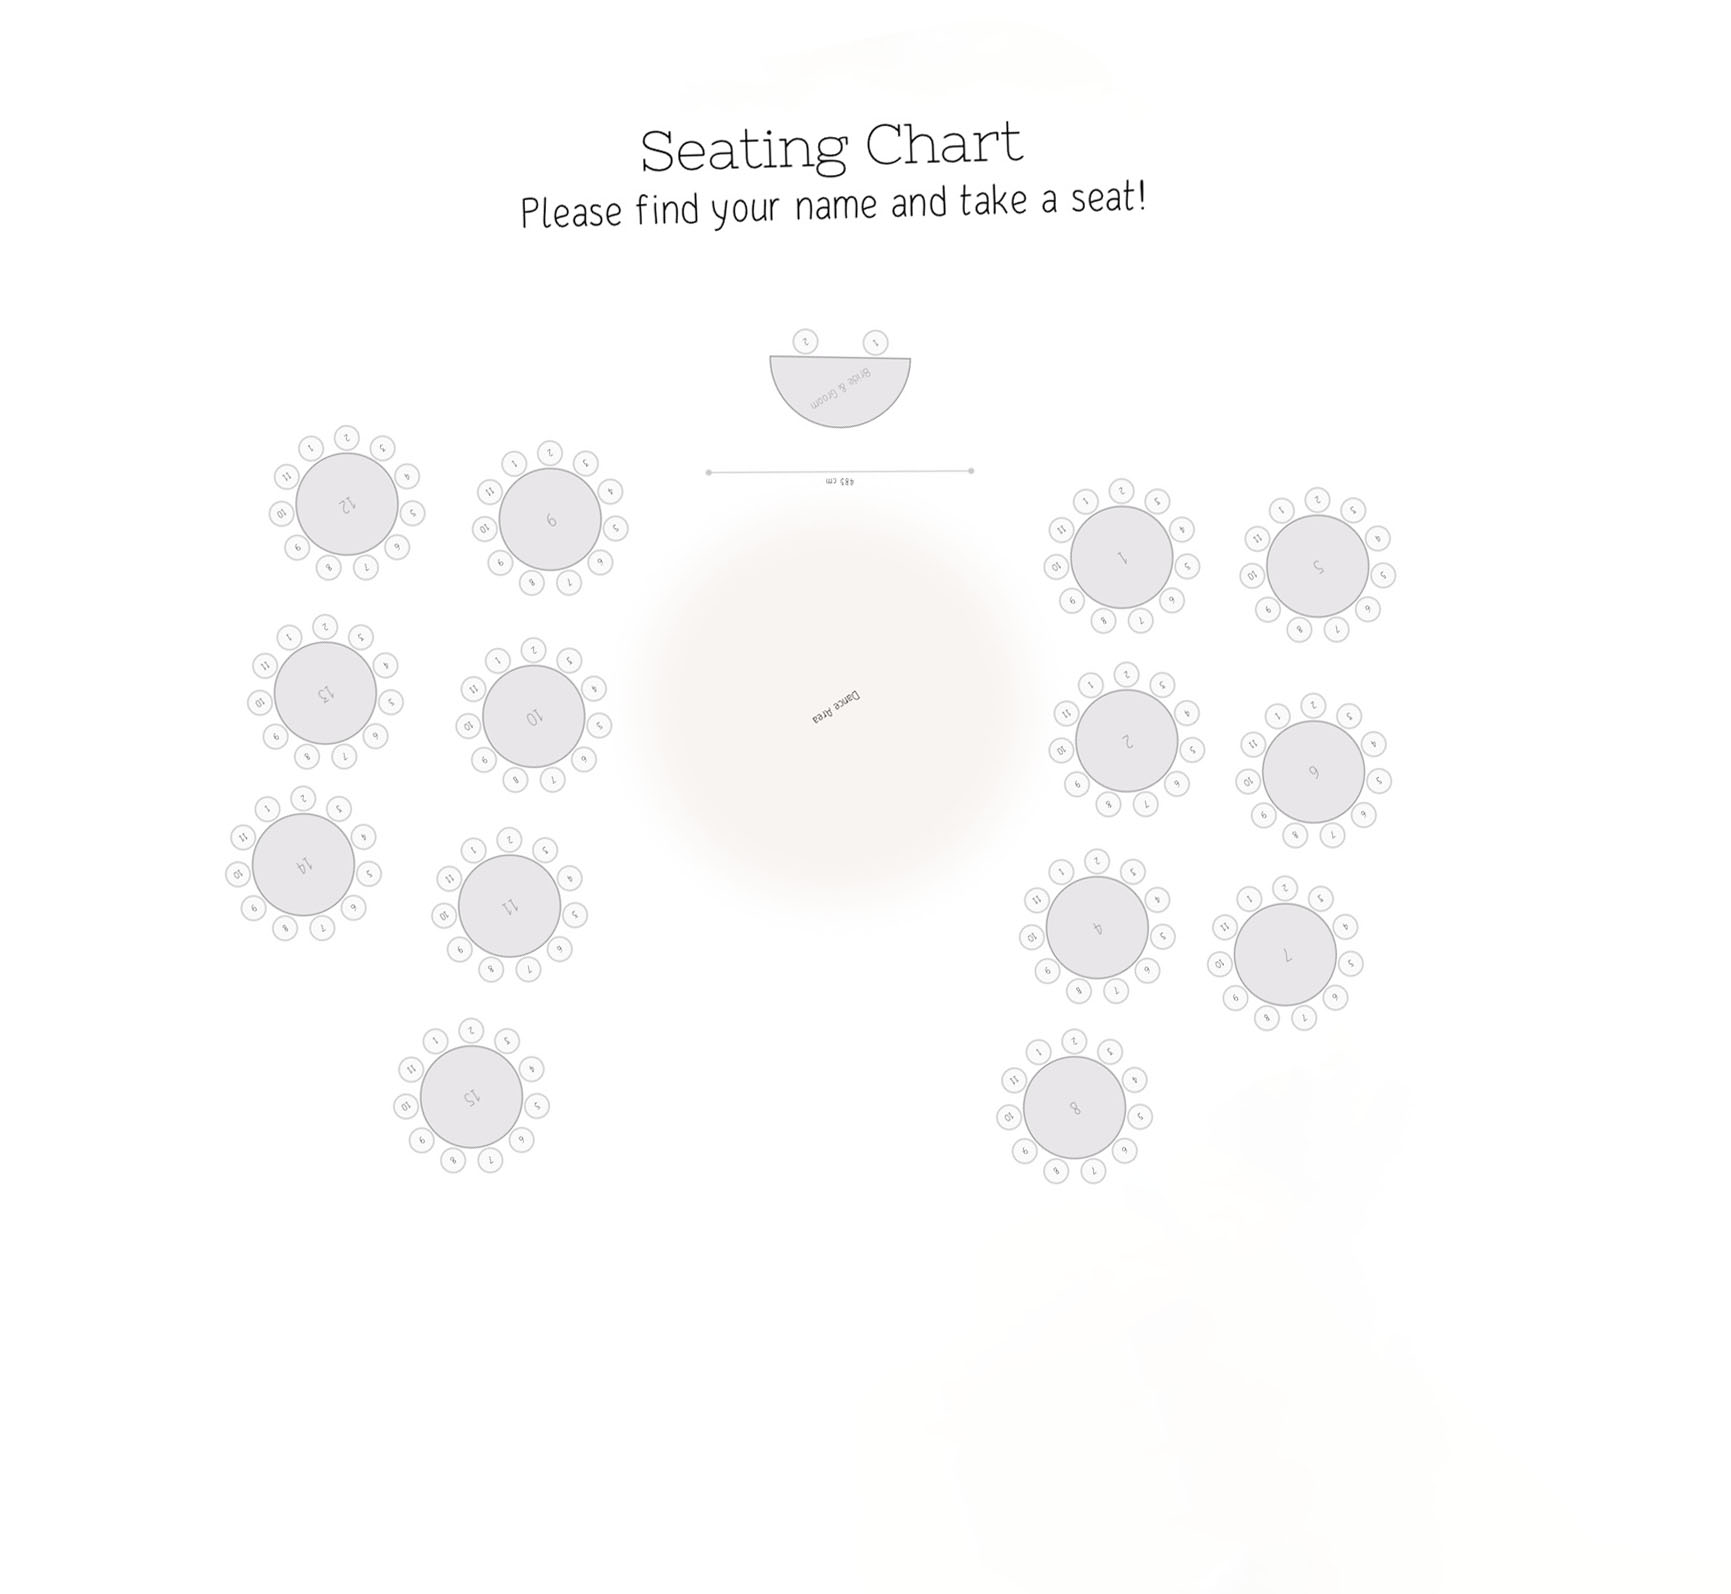 Seating Chart
Please find your name and take a seat!
2 1
Bride & Groom
485 cm
12
1 2 3 4 5 6 7 8 9 10 11
9
1 2 3 4 5 6 7 8 9 10 11
1
1 2 3 4 5 6 7 8 9 10 11
5
1 2 3 4 5 6 7 8 9 10 11
13
1 2 3 4 5 6 7 8 9 10 11
10
1 2 3 4 5 6 7 8 9 10 11
Dance Area
2
1 2 3 4 5 6 7 8 9 10 11
6
1 2 3 4 5 6 7 8 9 10 11
14
1 2 3 4 5 6 7 8 9 10 11
11
1 2 3 4 5 6 7 8 9 10 11
4
1 2 3 4 5 6 7 8 9 10 11
7
1 2 3 4 5 6 7 8 9 10 11
15
1 2 3 4 5 6 7 8 9 10 11
8
1 2 3 4 5 6 7 8 9 10 11